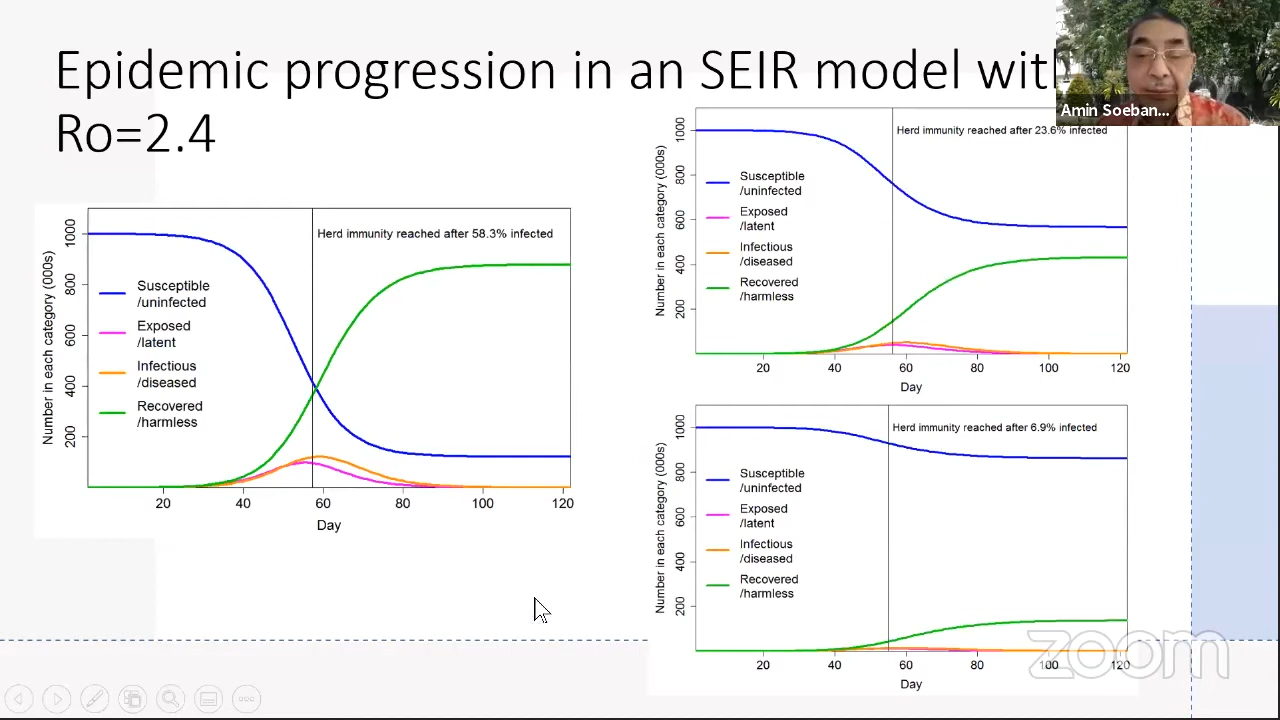 Epidemic progression in an SEIR model with
Ro=2.4
Amin Soeban...
Number in each category (000s)
1000
800
600
400
200
Herd immunity reached after 58.3% infected
Susceptible
/uninfected
Exposed
/latent
Infectious
/diseased
Recovered
/harmless
20 40 60 80 100 120
Day
Number in each category (000s)
1000
800
600
400
200
Herd immunity reached after 23.6% infected
Susceptible
/uninfected
Exposed
/latent
Infectious
/diseased
Recovered
/harmless
20 40 60 80 100 120
Day
Number in each category (000s)
1000
800
600
400
200
Herd immunity reached after 6.9% infected
Susceptible
/uninfected
Exposed
/latent
Infectious
/diseased
Recovered
/harmless
20 40 60 80 100 120
Day
zoom